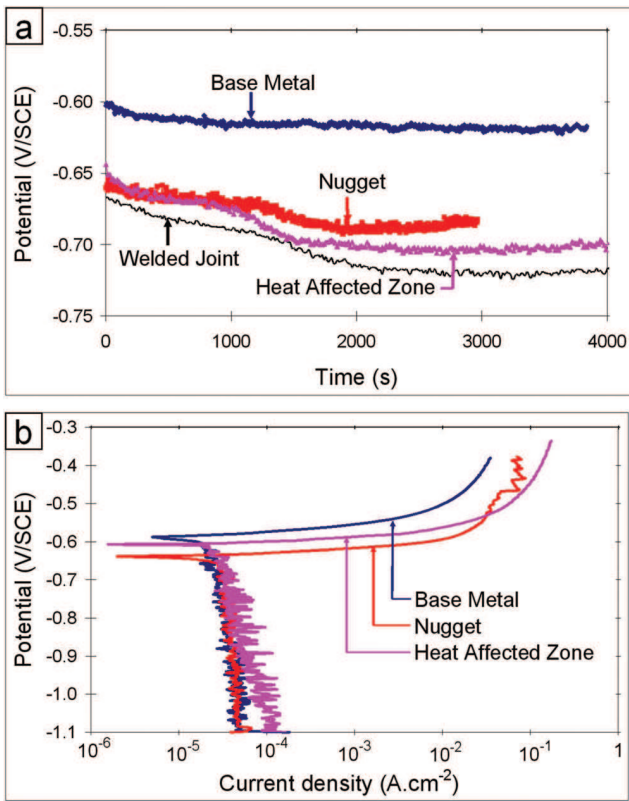 a
-0.55
-0.60
-0.65
-0.70
-0.75
Potential (V/SCE)
Base Metal
Nugget
Welded Joint
Heat Affected Zone
0 1000 2000 3000 4000
Time (s)
b
-0.3
-0.4
-0.5
-0.6
-0.7
-0.8
-0.9
-1.0
-1.1
Potential (V/SCE)
Base Metal
Nugget
Heat Affected Zone
10⁻⁶ 10⁻⁵ 10⁻⁴ 10⁻³ 10⁻² 10⁻¹ 1
Current density (A.cm⁻²)